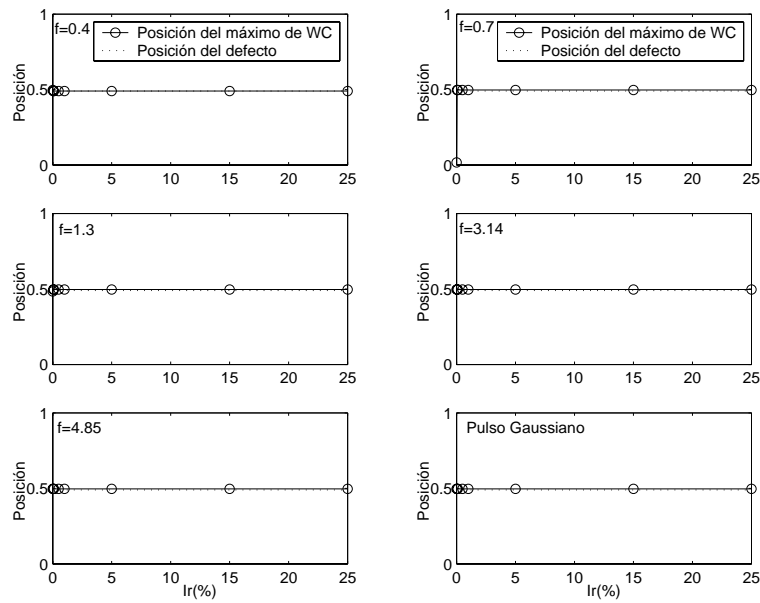 f=0.4
Posición del máximo de WC
Posición del defecto
1
0.5
0
Posición
0 5 10 15 20 25
f=0.7
Posición del máximo de WC
Posición del defecto
1
0.5
0
Posición
0 5 10 15 20 25
f=1.3
1
0.5
0
Posición
0 5 10 15 20 25
f=3.14
1
0.5
0
Posición
0 5 10 15 20 25
f=4.85
1
0.5
0
Posición
0 5 10 15 20 25
Ir(%)
Pulso Gaussiano
1
0.5
0
Posición
0 5 10 15 20 25
Ir(%)